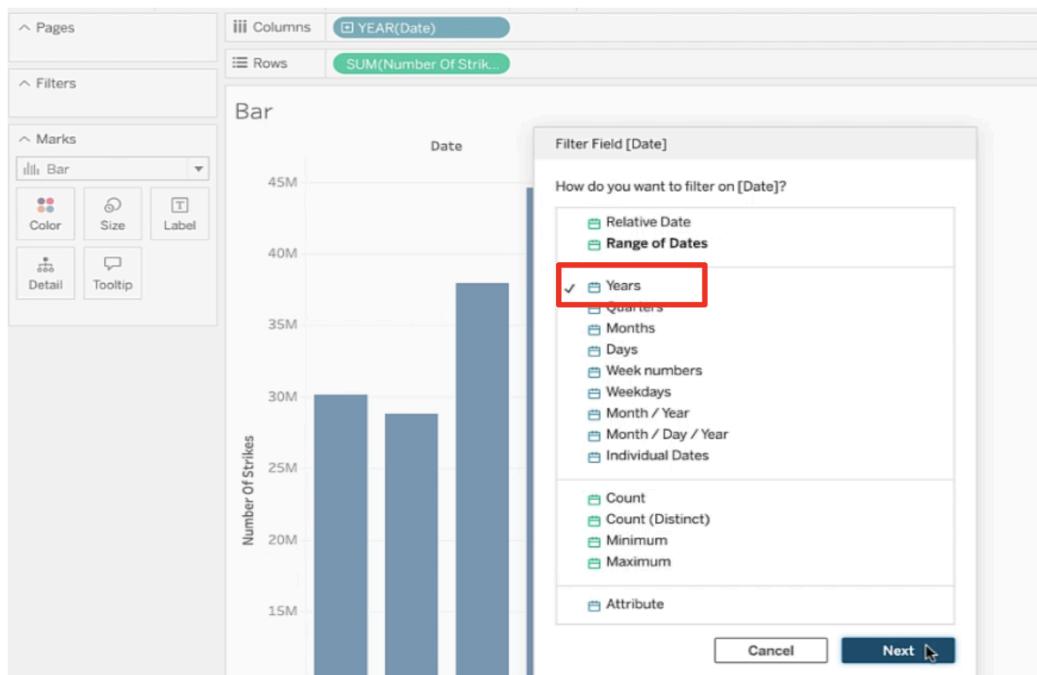 Pages
Columns
YEAR(Date)
Rows
SUM(Number Of Strik...
Filters
Marks
Bar
Color
Size
Label
Detail
Tooltip
Bar
Date
45M
40M
35M
30M
25M
20M
15M
Number Of Strikes
Filter Field [Date]
How do you want to filter on [Date]?
Relative Date
Range of Dates
Years
Quarters
Months
Days
Week numbers
Weekdays
Month / Year
Month / Day / Year
Individual Dates
Count
Count (Distinct)
Minimum
Maximum
Attribute
Cancel
Next